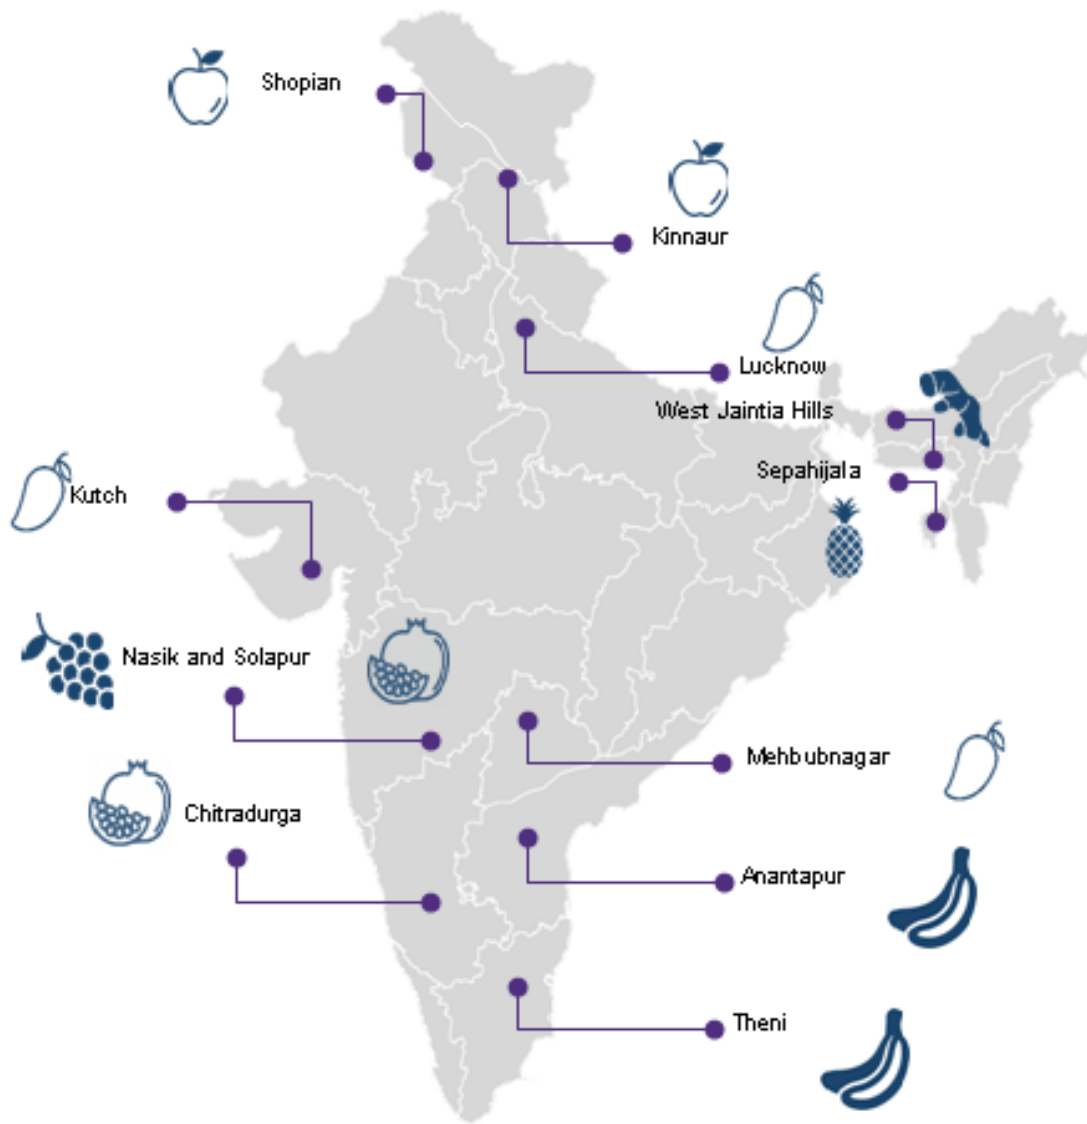 Shopian
Kinnaur
Lucknow
West Jaintia Hills
Sepahijala
Kutch
Nasik and Solapur
Mehbubnagar
Chitradurga
Anantapur
Theni